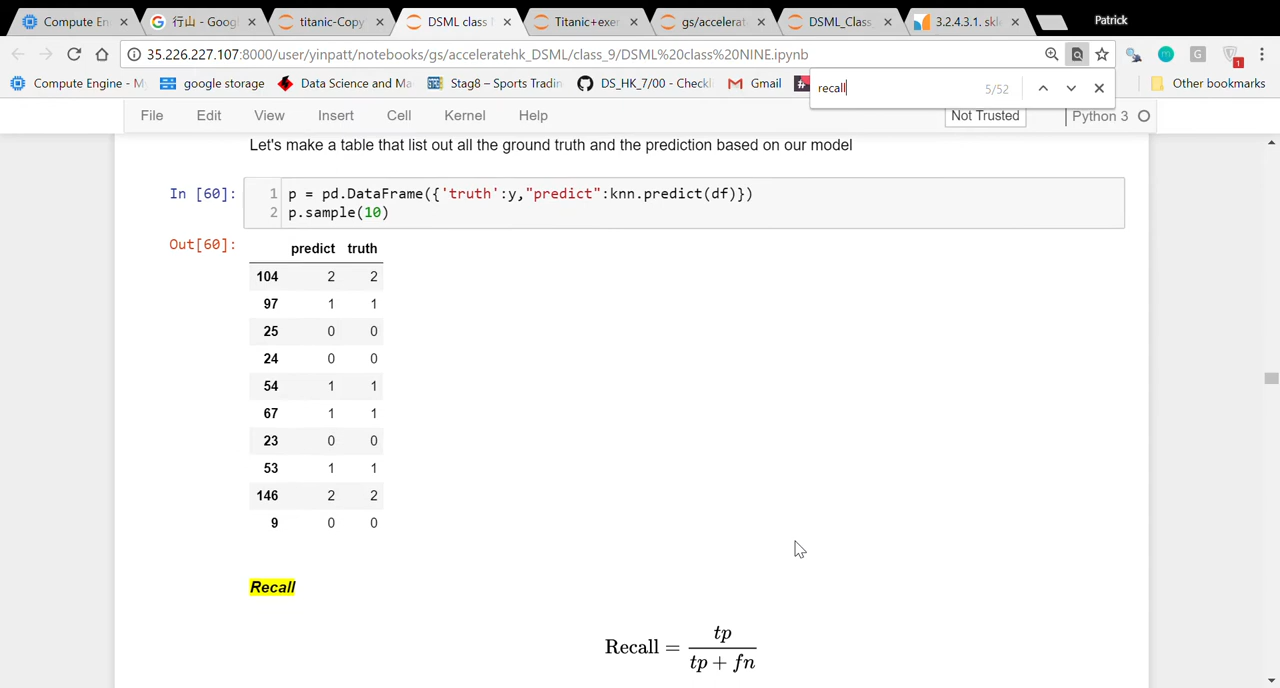 Compute En
行山 - Goog
titanic-Copy
DSML class
Titanic+exer
gs/accelerat
DSML_Class
3.2.4.3.1. skl
Patrick
35.226.227.107:8000/user/yinpatt/notebooks/gs/acceleratehk_DSML/class_9/DSML%20class%20NINE.ipynb
Compute Engine - M
google storage
Data Science and Ma
Stag8 – Sports Tradin
DS_HK_7/00 - Checkl
Gmail
Other bookmarks
recall
5/52
File Edit View Insert Cell Kernel Help
Not Trusted
Python 3
Let's make a table that list out all the ground truth and the prediction based on our model
In [60]:
1 p = pd.DataFrame({'truth':y,"predict":knn.predict(df)})
2 p.sample(10)
Out[60]:
predict truth
104 2 2
97 1 1
25 0 0
24 0 0
54 1 1
67 1 1
23 0 0
53 1 1
146 2 2
9 0 0
Recall
Recall = tp / tp + fn